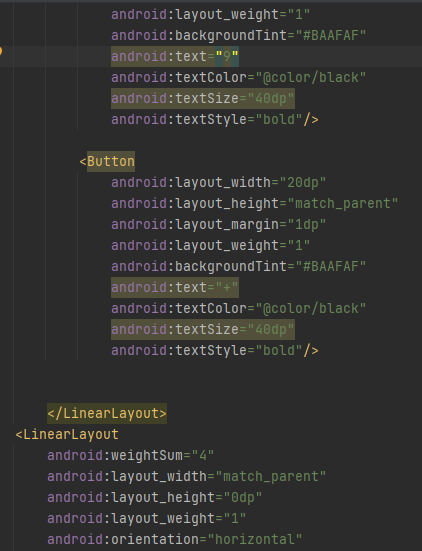 android:layout_weight="1"
android:backgroundTint="#BAAFAF"
android:text="9"
android:textColor="@color/black"
android:textSize="40dp"
android:textStyle="bold"/>
<Button
android:layout_width="20dp"
android:layout_height="match_parent"
android:layout_margin="1dp"
android:layout_weight="1"
android:backgroundTint="#BAAFAF"
android:text="+"
android:textColor="@color/black"
android:textSize="40dp"
android:textStyle="bold"/>
</LinearLayout>
<LinearLayout
android:weightSum="4"
android:layout_width="match_parent"
android:layout_height="0dp"
android:layout_weight="1"
android:orientation="horizontal"